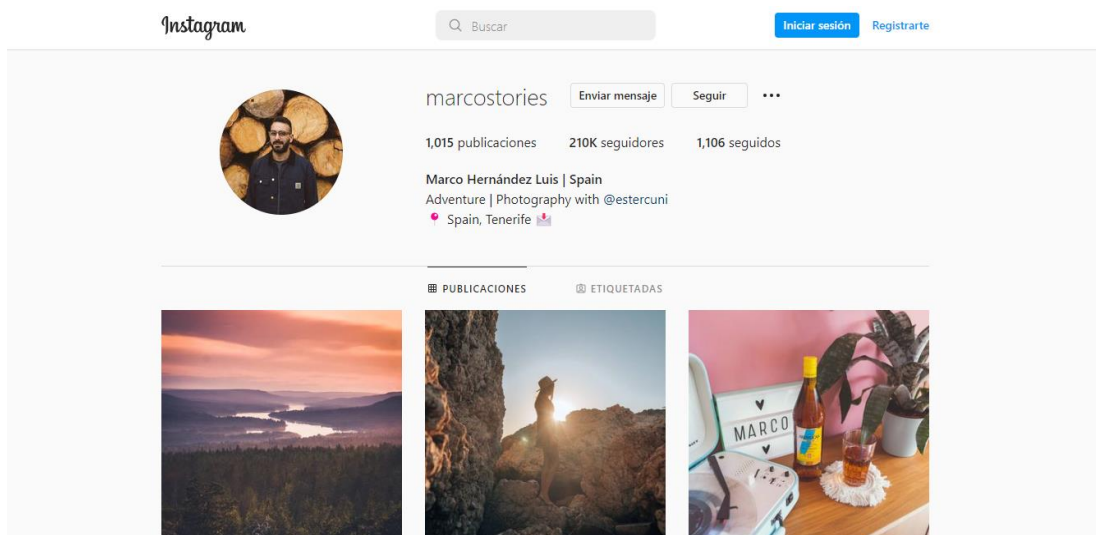 Instagram
Buscar
Iniciar sesión
Registrarte
marcostories
Enviar mensaje
Seguir
1,015 publicaciones
210K seguidores
1,106 seguidos
Marco Hernández Luis | Spain
Adventure | Photography with @estercuni
📍 Spain, Tenerife 📩
PUBLICACIONES
ETIQUETADAS
MARCO